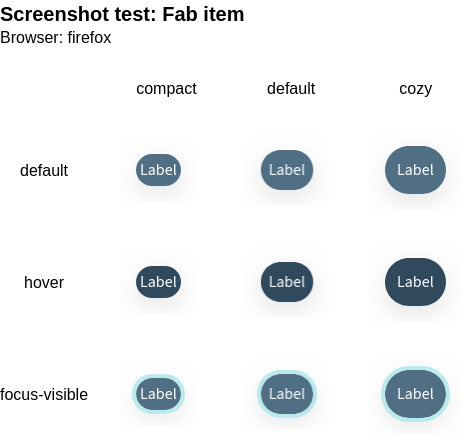 Screenshot test: Fab item
Browser: firefox
compact default cozy
default Label Label Label
hover Label Label Label
focus-visible Label Label Label